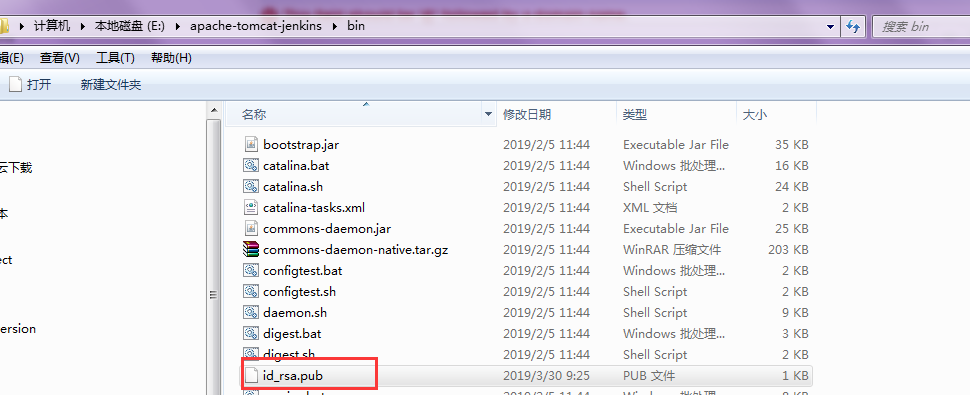 计算机 ▸ 本地磁盘 (E:) ▸ apache-tomcat-jenkins ▸ bin
搜索 bin
辑(E) 查看(V) 工具(T) 帮助(H)
打开 新建文件夹
名称 修改日期 类型 大小
bootstrap.jar 2019/2/5 11:44 Executable Jar File 35 KB
catalina.bat 2019/2/5 11:44 Windows 批处理... 16 KB
云下载
catalina.sh 2019/2/5 11:44 Shell Script 24 KB
catalina-tasks.xml 2019/2/5 11:44 XML 文档 2 KB
本
commons-daemon.jar 2019/2/5 11:44 Executable Jar File 25 KB
commons-daemon-native.tar.gz 2019/2/5 11:44 WinRAR 压缩文件 203 KB
ect
configtest.bat 2019/2/5 11:44 Windows 批处理... 2 KB
configtest.sh 2019/2/5 11:44 Shell Script 2 KB
daemon.sh 2019/2/5 11:44 Shell Script 9 KB
ersion
digest.bat 2019/2/5 11:44 Windows 批处理... 3 KB
digest.sh 2019/2/5 11:44 Shell Script 2 KB
id_rsa.pub 2019/3/30 9:25 PUB 文件 1 KB